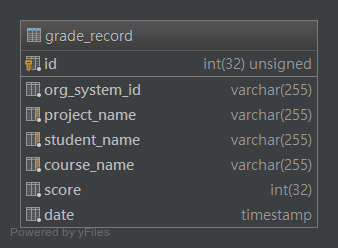 grade_record
id int(32) unsigned
org_system_id varchar(255)
project_name varchar(255)
student_name varchar(255)
course_name varchar(255)
score int(32)
date timestamp
Powered by yFiles